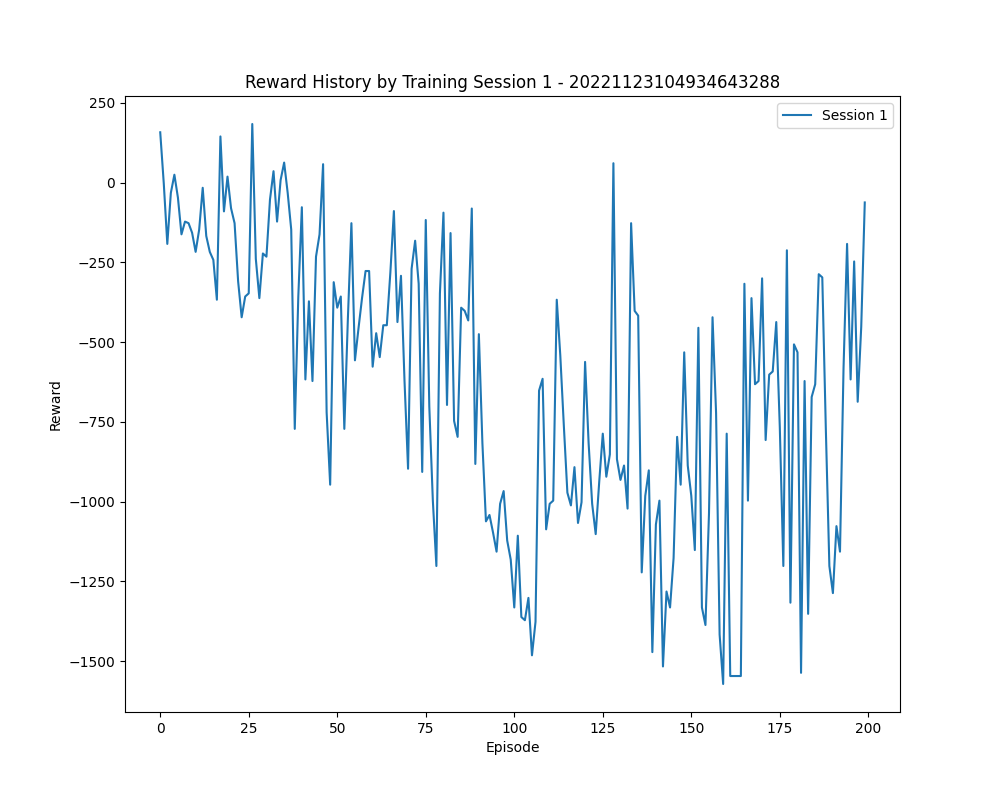 Reward History by Training Session 1 - 20221123104934643288
Session 1
250
0
−250
−500
−750
−1000
−1250
−1500
Reward
0 25 50 75 100 125 150 175 200
Episode